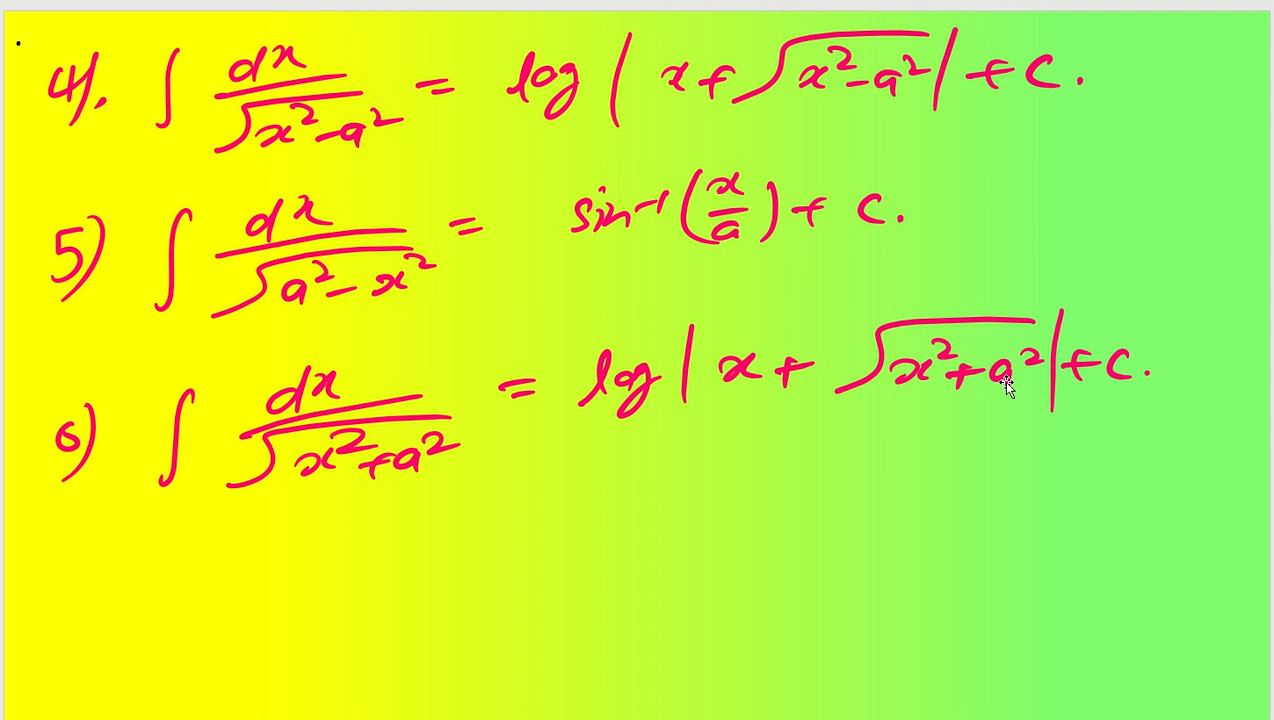 4). ∫ dx/√(x²-a²) = log | x + √(x²-a²) | + c.
5) ∫ dx/√(a²-x²) = sin⁻¹(x/a) + c.
6) ∫ dx/√(x²+a²) = log | x + √(x²+a²) | + c.